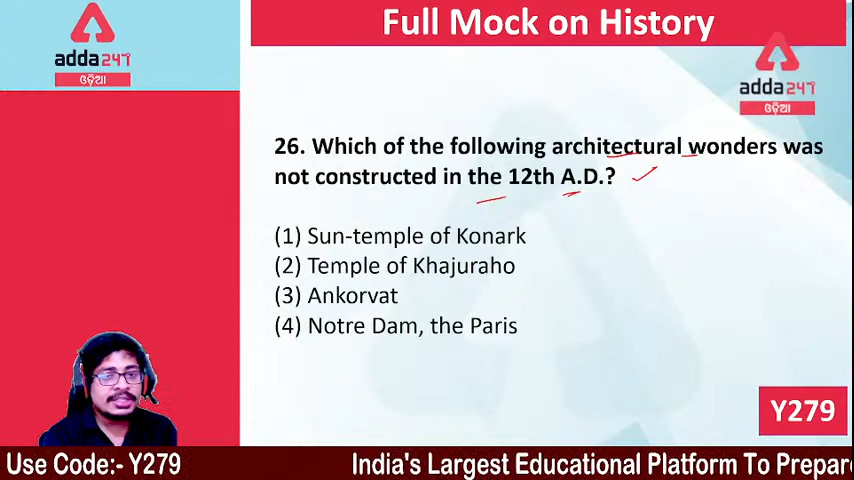 Full Mock on History
adda247
ଓଡ଼ିଆ
adda247
ଓଡ଼ିଆ
26. Which of the following architectural wonders was
not constructed in the 12th A.D.?
(1) Sun-temple of Konark
(2) Temple of Khajuraho
(3) Ankorvat
(4) Notre Dam, the Paris
Y279
Use Code:- Y279
India's Largest Educational Platform To Prepare